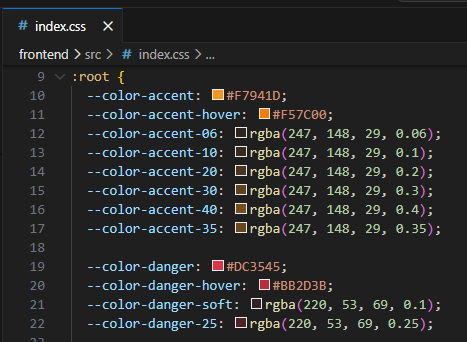 # index.css ×
frontend > src > # index.css > ...
9 :root {
10 --color-accent: #F7941D;
11 --color-accent-hover: #F57C00;
12 --color-accent-06: rgba(247, 148, 29, 0.06);
13 --color-accent-10: rgba(247, 148, 29, 0.1);
14 --color-accent-20: rgba(247, 148, 29, 0.2);
15 --color-accent-30: rgba(247, 148, 29, 0.3);
16 --color-accent-40: rgba(247, 148, 29, 0.4);
17 --color-accent-35: rgba(247, 148, 29, 0.35);
18
19 --color-danger: #DC3545;
20 --color-danger-hover: #BB2D3B;
21 --color-danger-soft: rgba(220, 53, 69, 0.1);
22 --color-danger-25: rgba(220, 53, 69, 0.25);